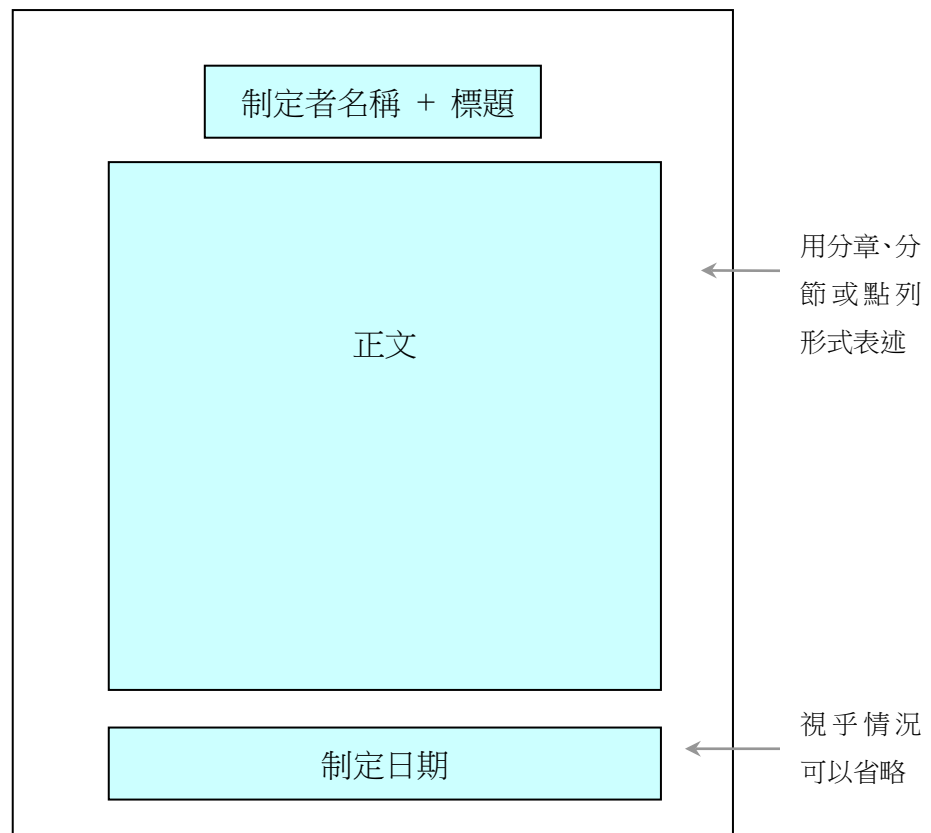 制定者名稱 + 標題
用分章、分
節或點列
形式表述
正文
視乎情況
可以省略
制定日期